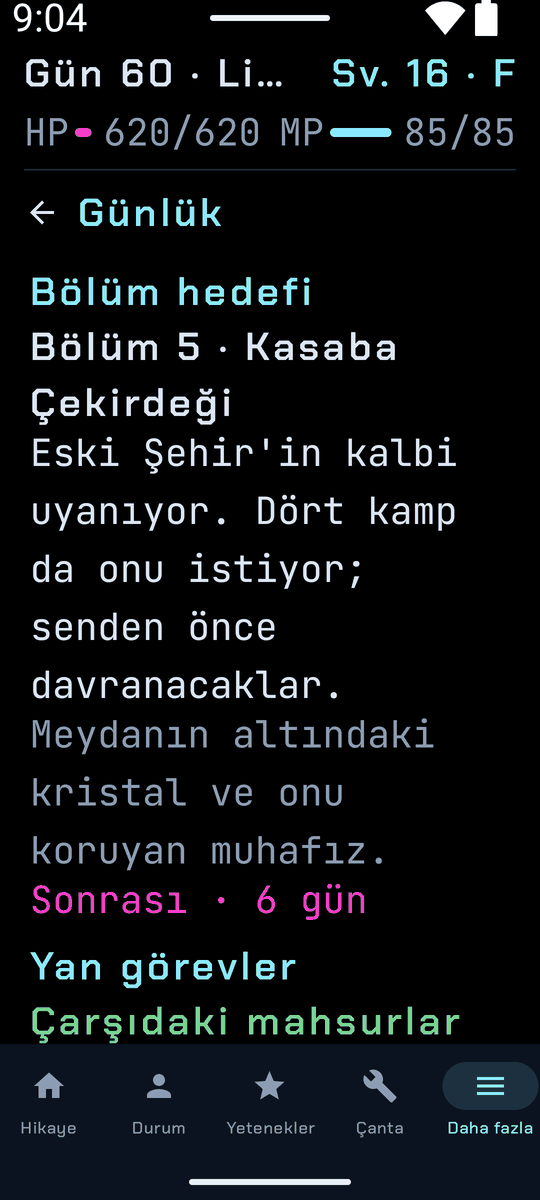 9:04
Gün 60 · Li… Sv. 16 · F
HP 620/620 MP 85/85
← Günlük
Bölüm hedefi
Bölüm 5 · Kasaba
Çekirdeği
Eski Şehir'in kalbi
uyanıyor. Dört kamp
da onu istiyor;
senden önce
davranacaklar.
Meydanın altındaki
kristal ve onu
koruyan muhafız.
Sonrası · 6 gün
Yan görevler
Çarşıdaki mahsurlar
Hikaye Durum Yetenekler Çanta Daha fazla